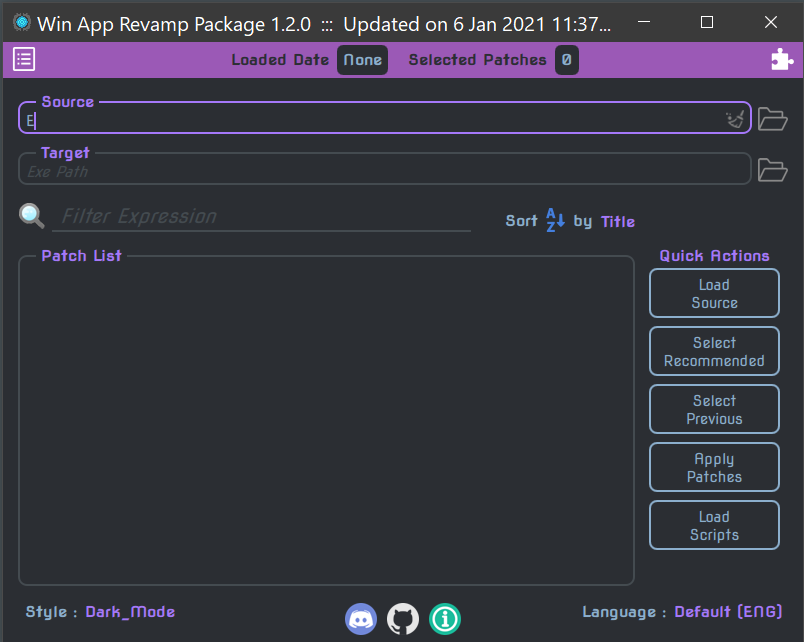 Win App Revamp Package 1.2.0 ::: Updated on 6 Jan 2021 11:37...
Loaded Date None Selected Patches 0
Source
E
Target
Exe Path
Filter Expression
Sort A Z by Title
Patch List
Quick Actions
Load
Source
Select
Recommended
Select
Previous
Apply
Patches
Load
Scripts
Style : Dark_Mode
Language : Default (ENG)